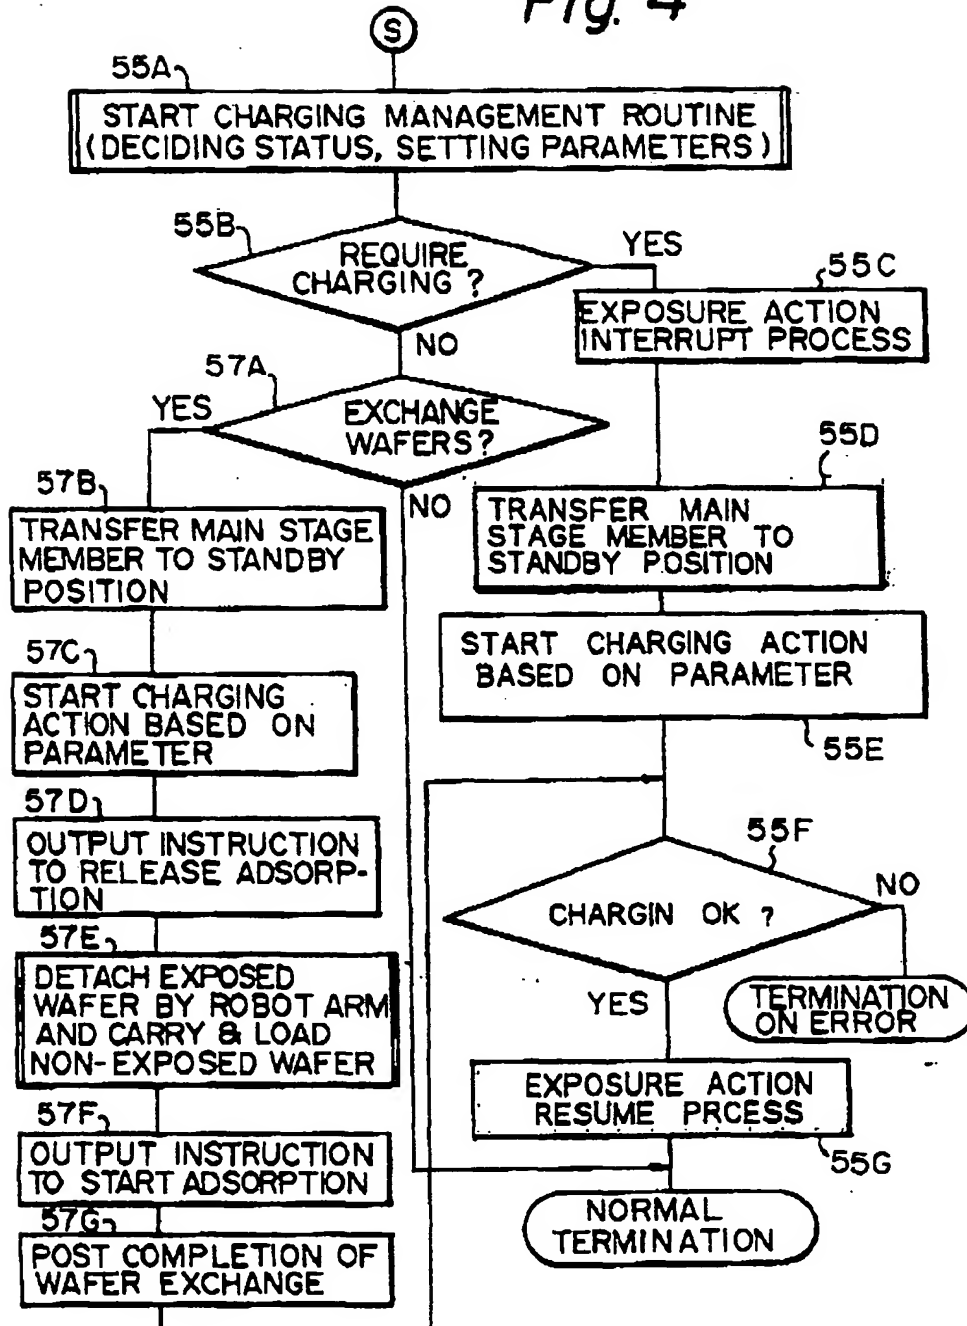 Fig. 4
S
55A
START CHARGING MANAGEMENT ROUTINE
(DECIDING STATUS, SETTING PARAMETERS)
55B
REQUIRE
CHARGING ?
YES
NO
55C
EXPOSURE ACTION
INTERRUPT PROCESS
57A
EXCHANGE
WAFERS?
YES
NO
55D
TRANSFER MAIN
STAGE MEMBER TO
STANDBY POSITION
57B
TRANSFER MAIN STAGE
MEMBER TO STANDBY
POSITION
START CHARGING ACTION
BASED ON PARAMETER
55E
57C
START CHARGING
ACTION BASED ON
PARAMETER
57D
OUTPUT INSTRUCTION
TO RELEASE ADSORP-
TION
55F
CHARGIN OK ?
NO
YES
TERMINATION
ON ERROR
57E
DETACH EXPOSED
WAFER BY ROBOT ARM
AND CARRY & LOAD
NON-EXPOSED WAFER
EXPOSURE ACTION
RESUME PRCESS
55G
57F
OUTPUT INSTRUCTION
TO START ADSORPTION
NORMAL
TERMINATION
57G
POST COMPLETION OF
WAFER EXCHANGE